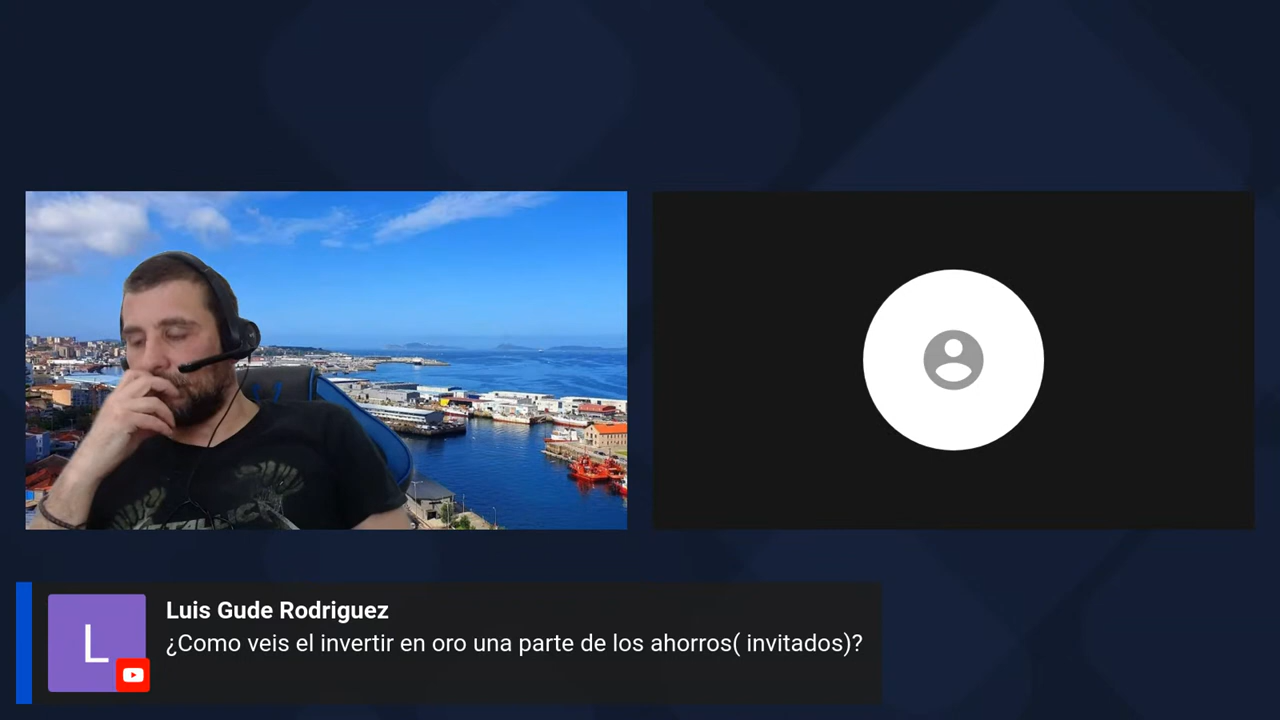 Luis Gude Rodriguez
L
¿Como veis el invertir en oro una parte de los ahorros( invitados)?